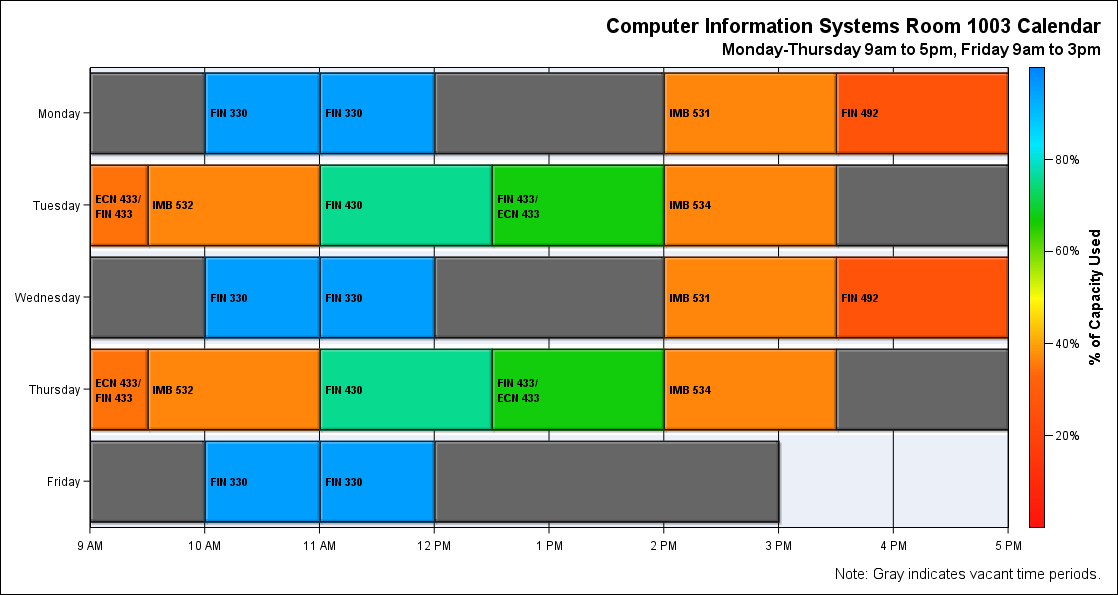 Computer Information Systems Room 1003 Calendar
Monday-Thursday 9am to 5pm, Friday 9am to 3pm
Monday
FIN 330
FIN 330
IMB 531
FIN 492
Tuesday
ECN 433/
FIN 433
IMB 532
FIN 430
FIN 433/
ECN 433
IMB 534
Wednesday
FIN 330
FIN 330
IMB 531
FIN 492
Thursday
ECN 433/
FIN 433
IMB 532
FIN 430
FIN 433/
ECN 433
IMB 534
Friday
FIN 330
FIN 330
9 AM
10 AM
11 AM
12 PM
1 PM
2 PM
3 PM
4 PM
5 PM
80%
60%
40%
20%
% of Capacity Used
Note: Gray indicates vacant time periods.